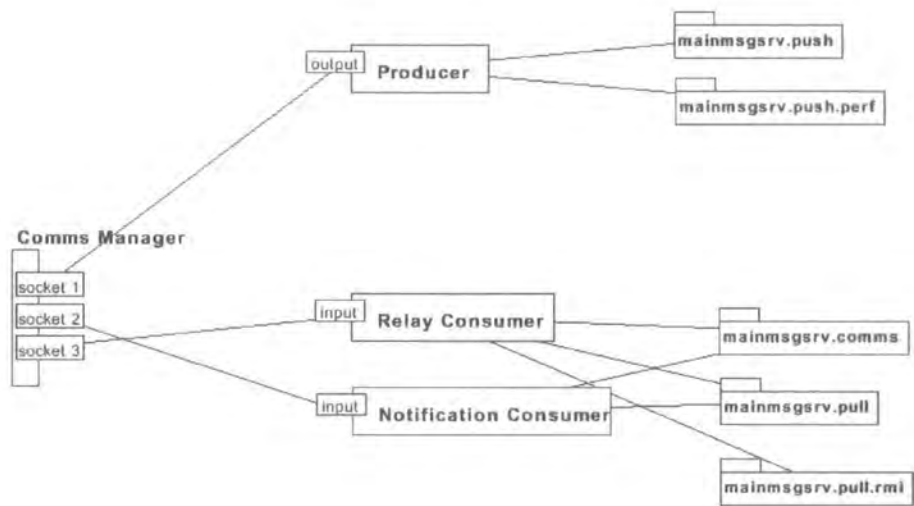 mainmsgsrv.push
output
Producer
mainmsgsrv.push.perf
Comms Manager
socket 1
socket 2
socket 3
input
Relay Consumer
mainmsgsrv.comms
input
Notification Consumer
mainmsgsrv.pull
mainmsgsrv.pull.rmi